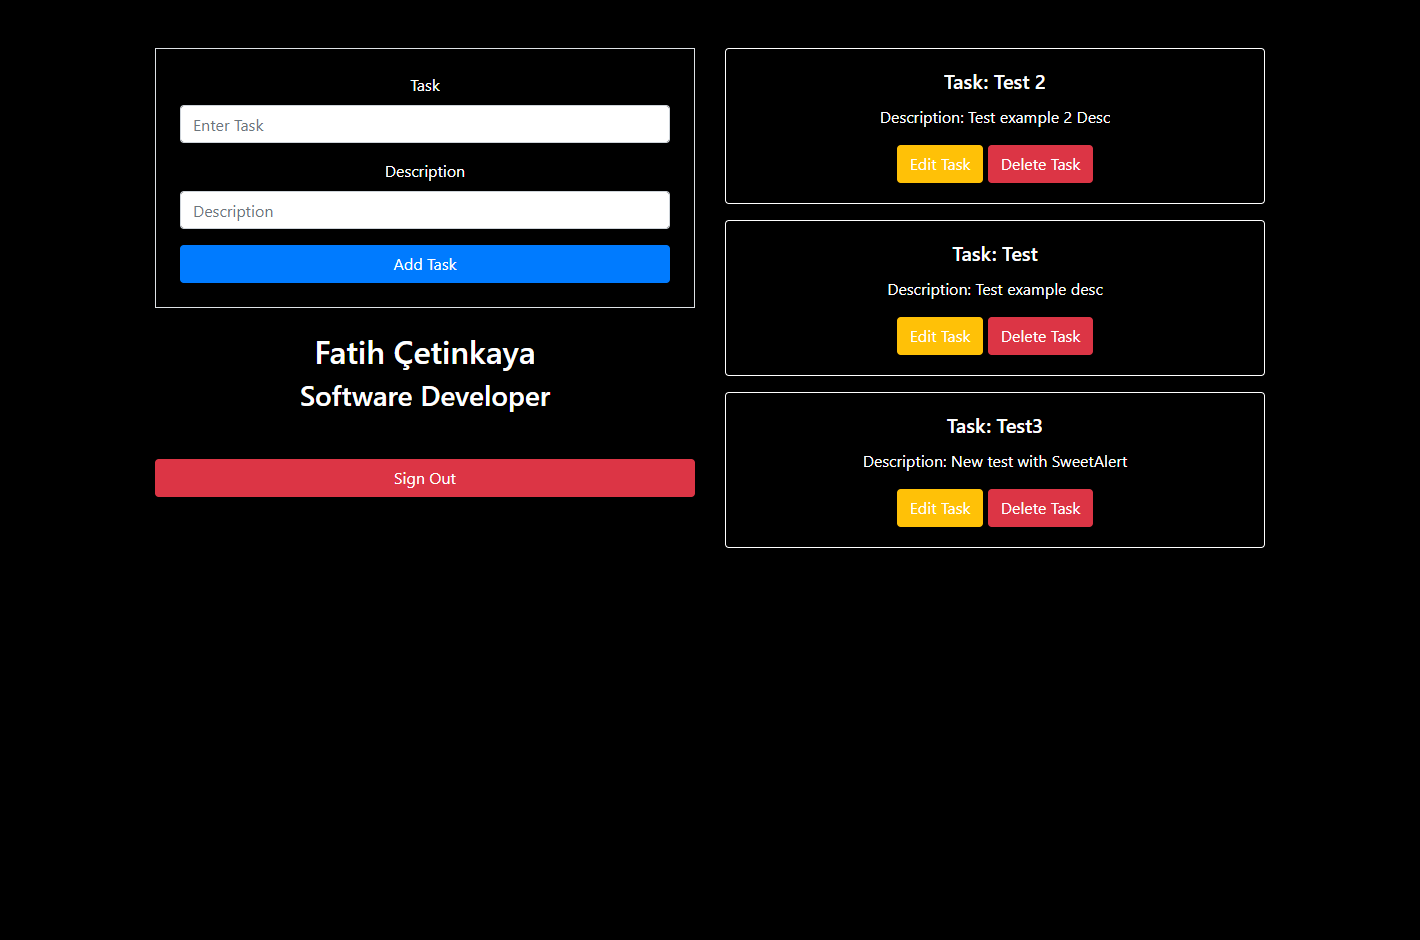 Task
Enter Task
Description
Description
Add Task
Fatih Çetinkaya
Software Developer
Sign Out
Task: Test 2
Description: Test example 2 Desc
Edit Task Delete Task
Task: Test
Description: Test example desc
Edit Task Delete Task
Task: Test3
Description: New test with SweetAlert
Edit Task Delete Task